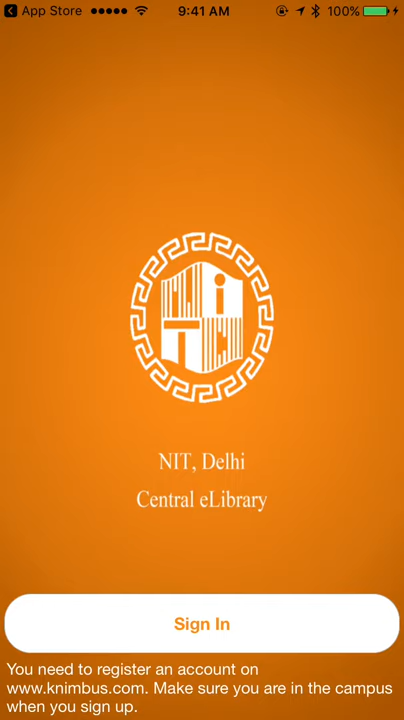 App Store 9:41 AM 100%
NIT, Delhi
Central eLibrary
Sign In
You need to register an account on
www.knimbus.com. Make sure you are in the campus
when you sign up.